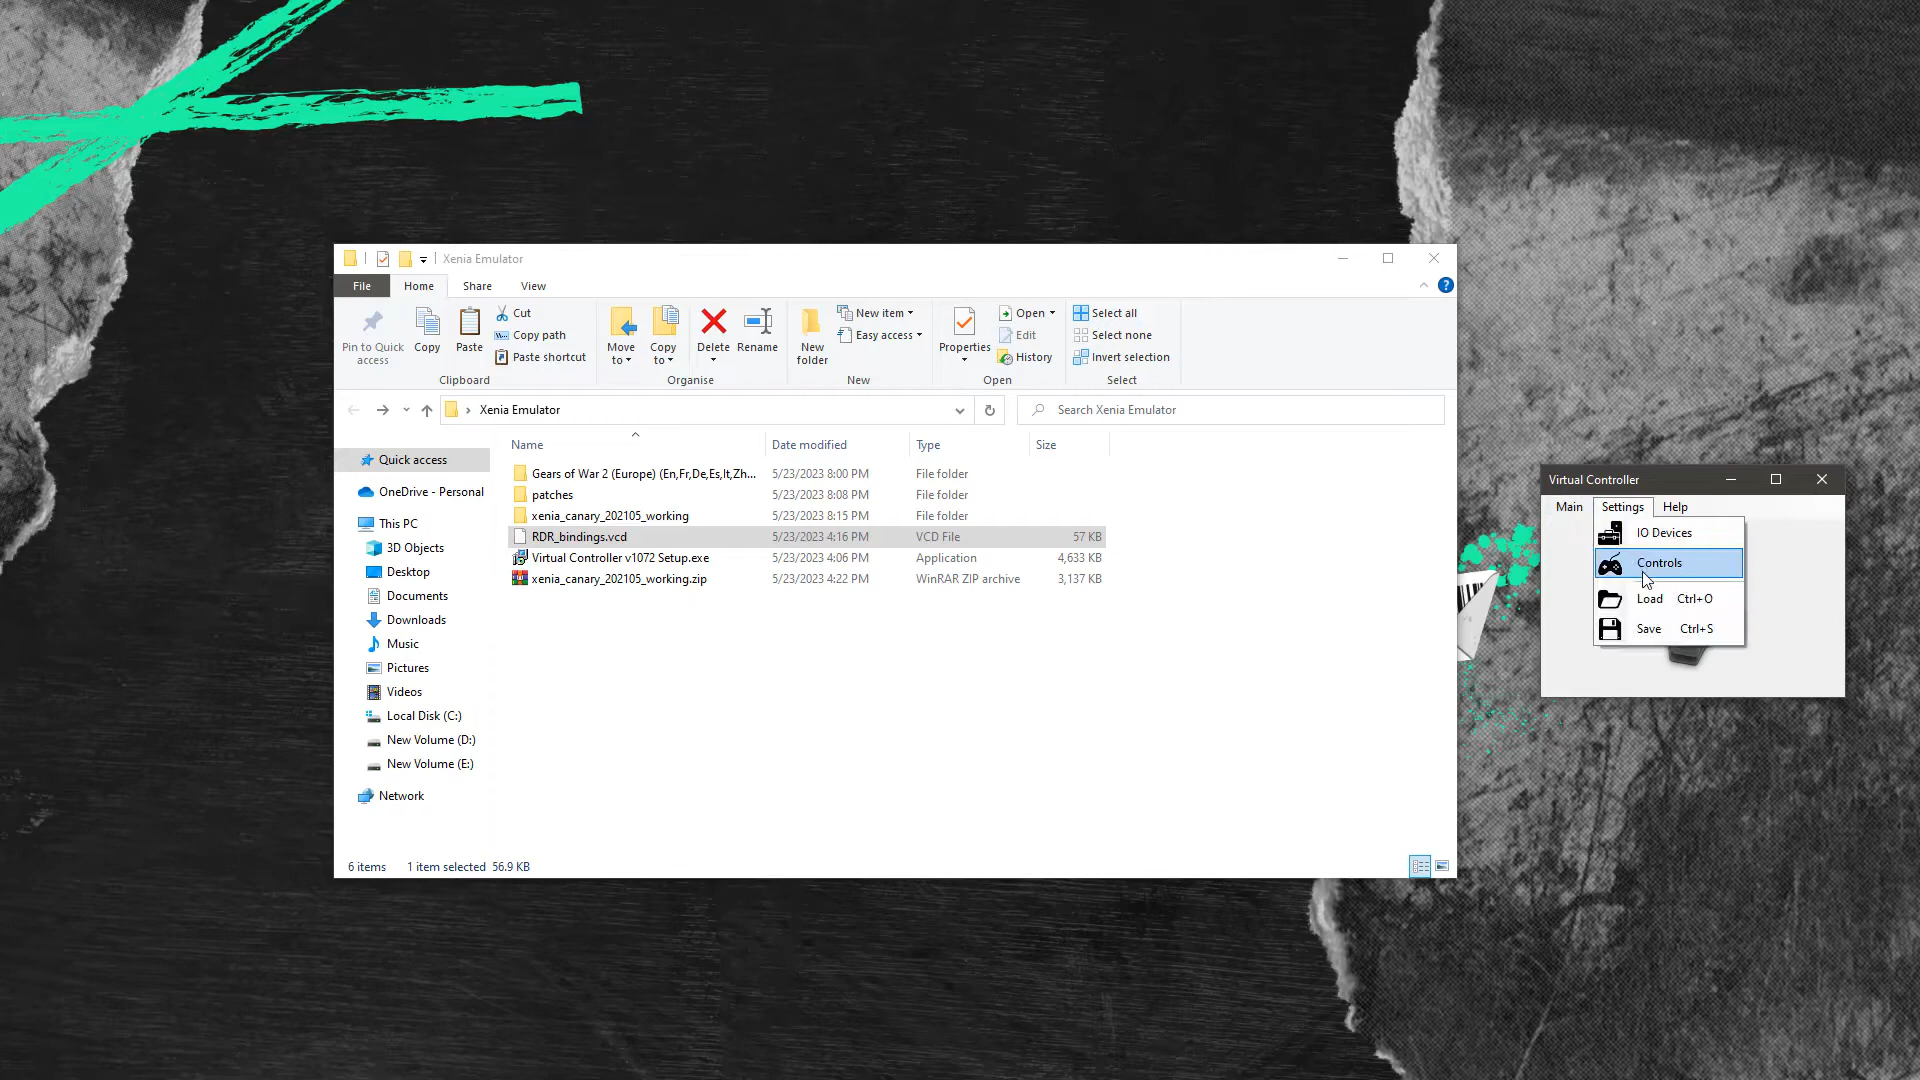 Xenia Emulator
File Home Share View
Pin to Quick access
Copy
Paste
Cut
Copy path
Paste shortcut
Clipboard
Move to
Copy to
Delete
Rename
Organise
New folder
New item
Easy access
New
Properties
Open
Edit
History
Open
Select all
Select none
Invert selection
Select
Xenia Emulator
Search Xenia Emulator
Name Date modified Type Size
Gears of War 2 (Europe) (En,Fr,De,Es,It,Zh... 5/23/2023 8:00 PM File folder
patches 5/23/2023 8:08 PM File folder
xenia_canary_202105_working 5/23/2023 8:15 PM File folder
RDR_bindings.vcd 5/23/2023 4:16 PM VCD File 57 KB
Virtual Controller v1072 Setup.exe 5/23/2023 4:06 PM Application 4,633 KB
xenia_canary_202105_working.zip 5/23/2023 4:22 PM WinRAR ZIP archive 3,137 KB
Quick access
OneDrive - Personal
This PC
3D Objects
Desktop
Documents
Downloads
Music
Pictures
Videos
Local Disk (C:)
New Volume (D:)
New Volume (E:)
Network
6 items 1 item selected 56.9 KB
Virtual Controller
Main Settings Help
IO Devices
Controls
Load Ctrl+O
Save Ctrl+S